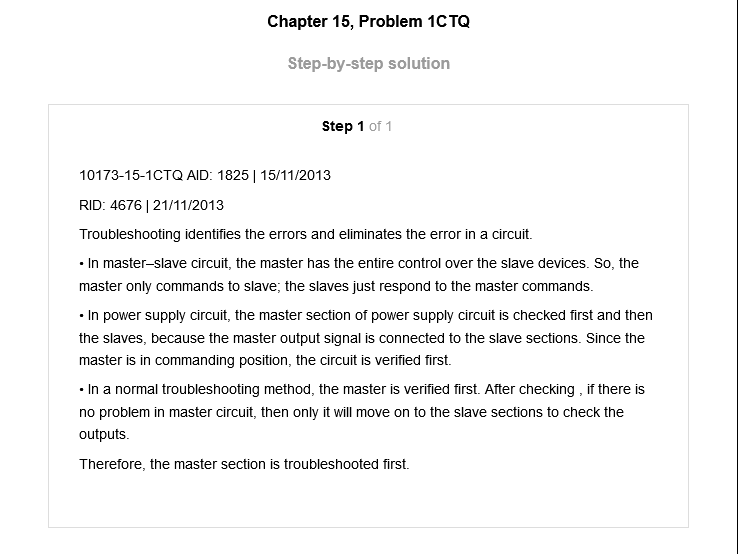 Chapter 15, Problem 1CTQ
Step-by-step solution
Step 1 of 1
10173-15-1CTQ AID: 1825 | 15/11/2013
RID: 4676 | 21/11/2013
Troubleshooting identifies the errors and eliminates the error in a circuit.
• In master–slave circuit, the master has the entire control over the slave devices. So, the
master only commands to slave; the slaves just respond to the master commands.
• In power supply circuit, the master section of power supply circuit is checked first and then
the slaves, because the master output signal is connected to the slave sections. Since the
master is in commanding position, the circuit is verified first.
• In a normal troubleshooting method, the master is verified first. After checking , if there is
no problem in master circuit, then only it will move on to the slave sections to check the
outputs.
Therefore, the master section is troubleshooted first.